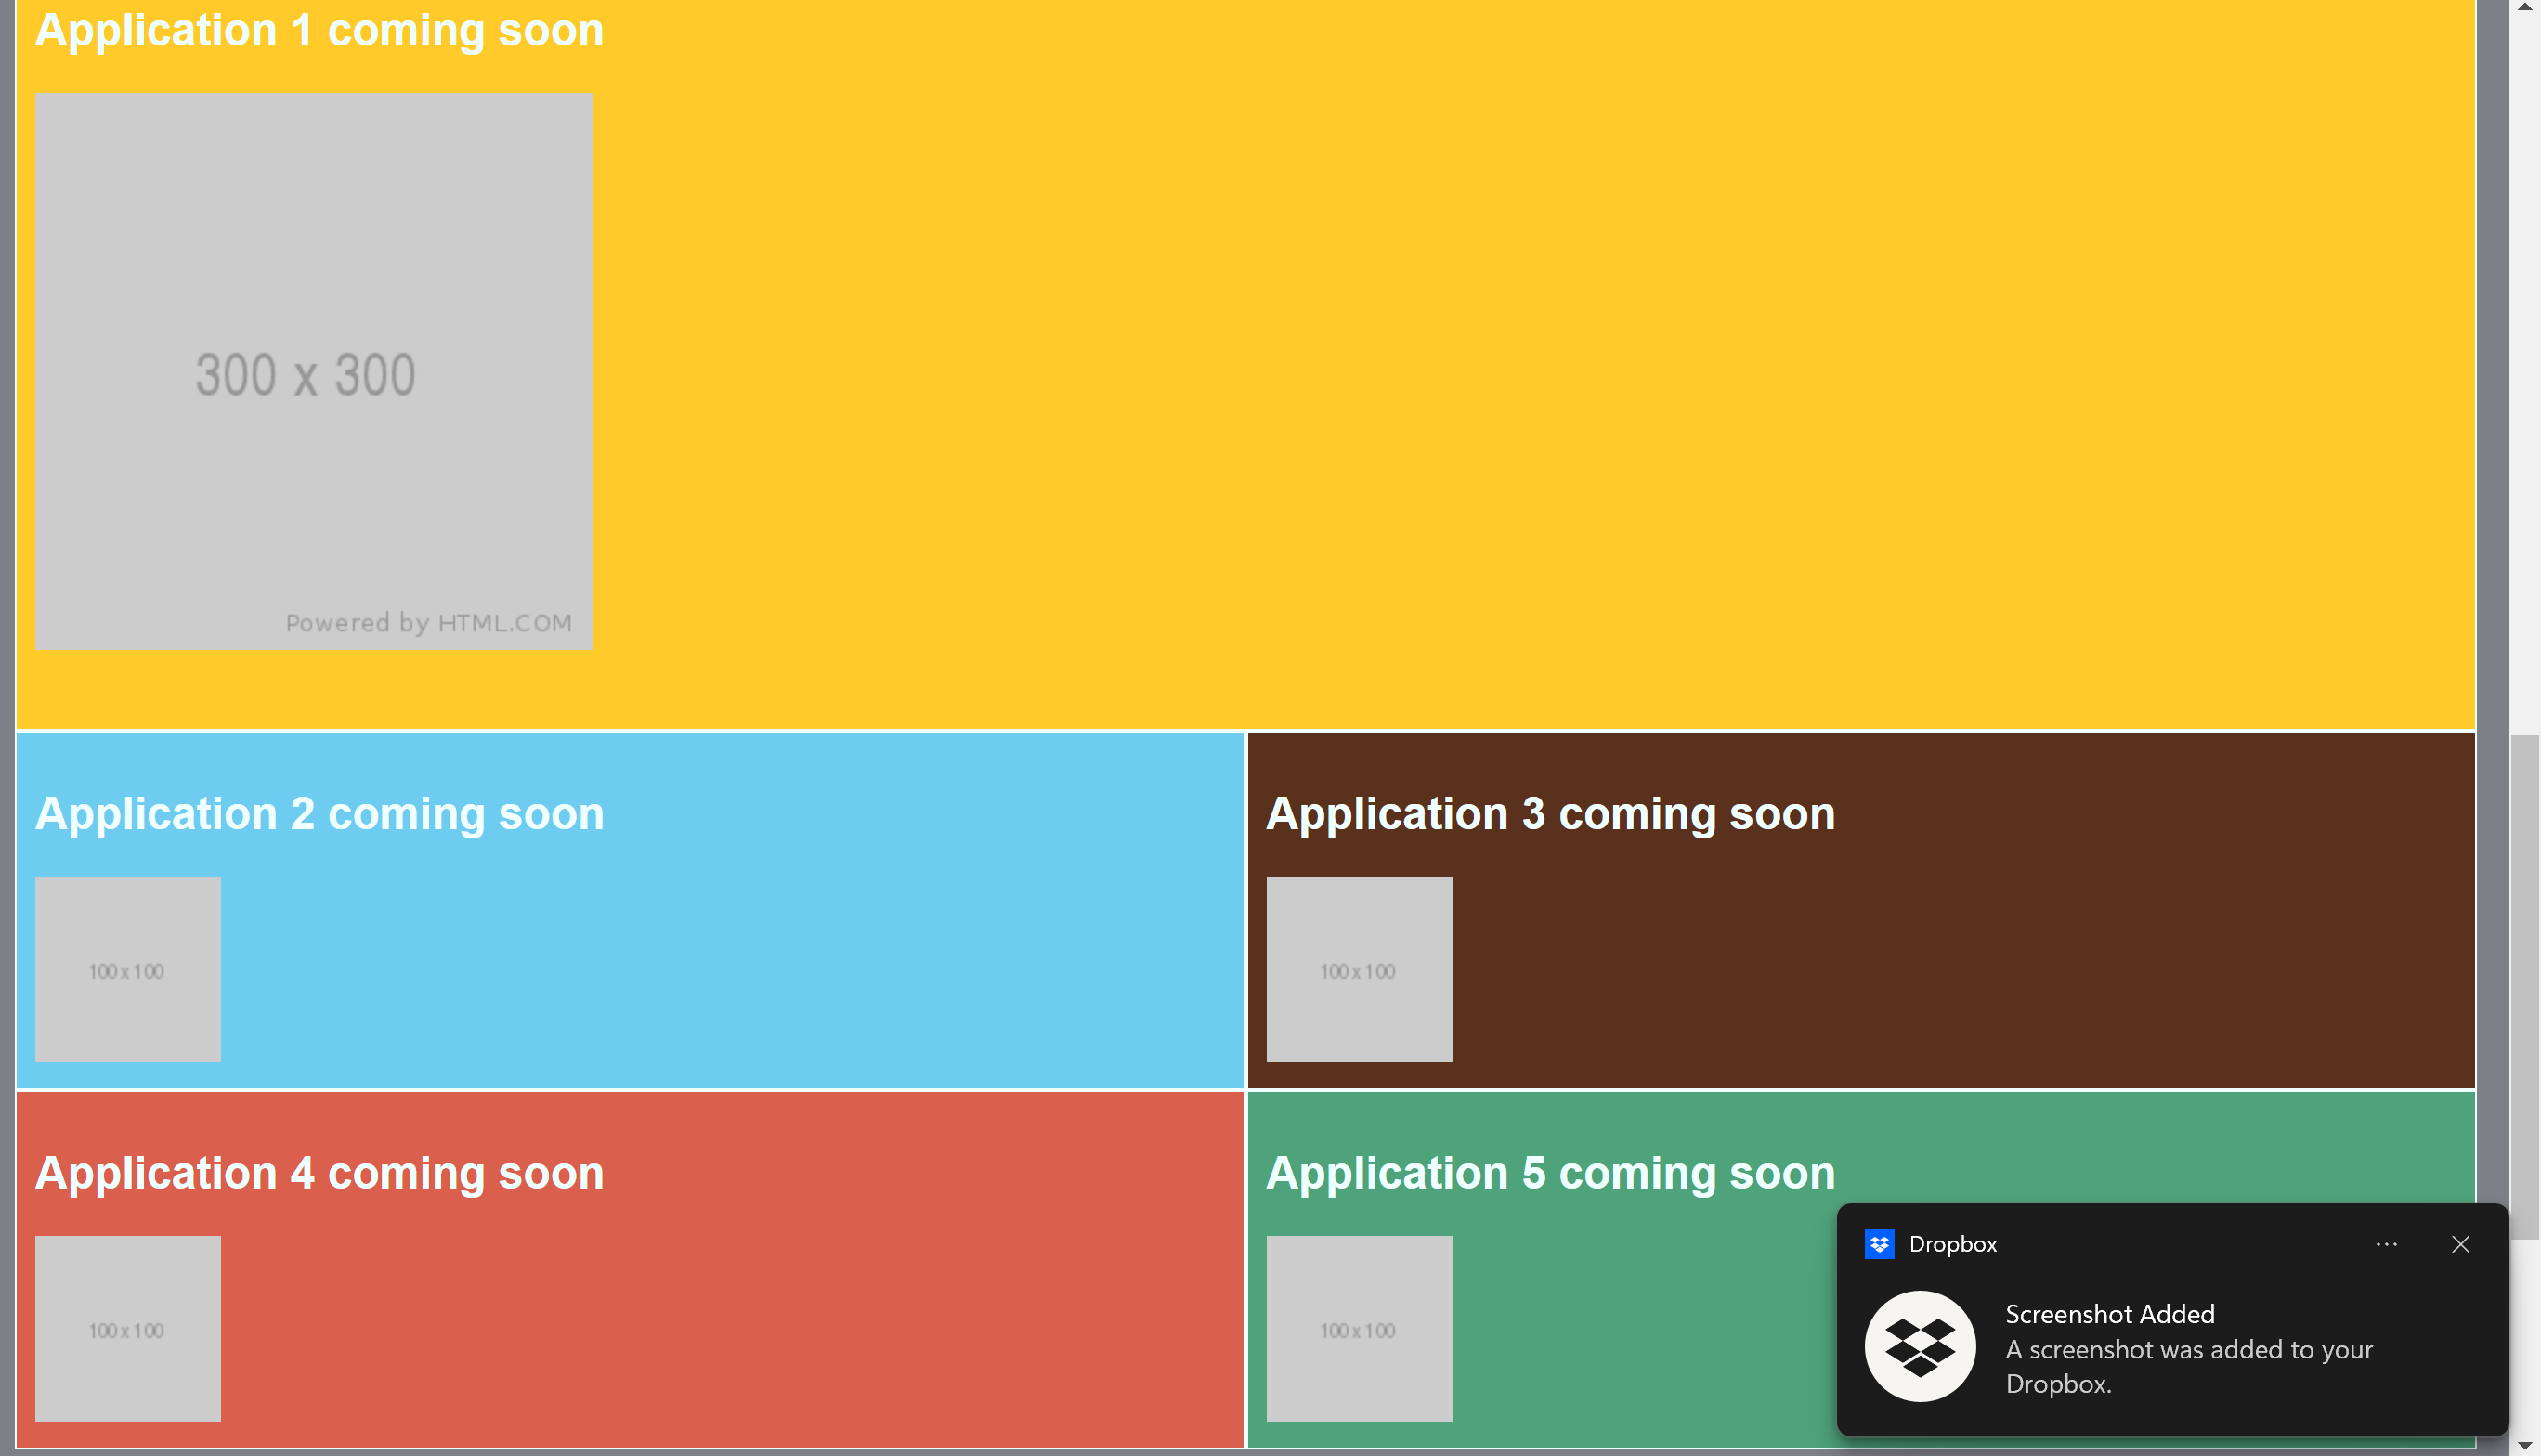 Application 1 coming soon
300 x 300
Powered by HTML.COM
Application 2 coming soon
100 x 100
Application 3 coming soon
100 x 100
Application 4 coming soon
100 x 100
Application 5 coming soon
100 x 100
Dropbox
Screenshot Added
A screenshot was added to your
Dropbox.